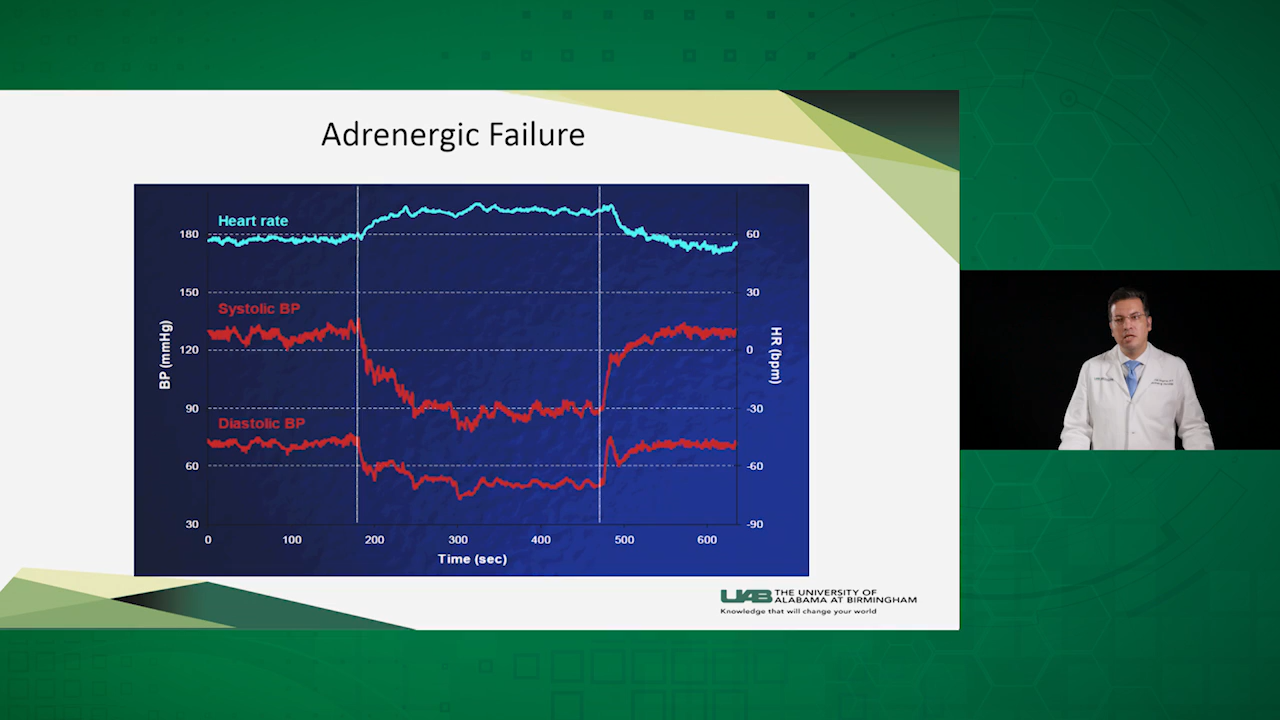 Adrenergic Failure
Heart rate
Systolic BP
Diastolic BP
BP (mmHg)
180
150
120
90
60
30
HR (bpm)
60
30
0
-30
-60
-90
0 100 200 300 400 500 600
Time (sec)
UAB THE UNIVERSITY OF
ALABAMA AT BIRMINGHAM
Knowledge that will change your world